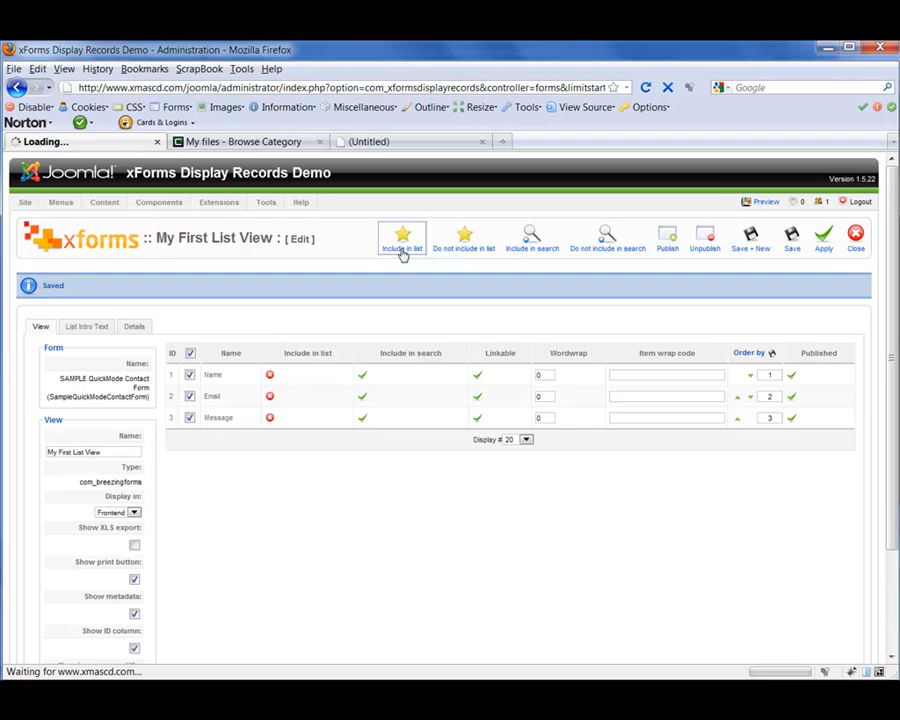 xForms Display Records Demo - Administration - Mozilla Firefox
File Edit View History Bookmarks ScrapBook Tools Help
http://www.xmascd.com/joomla/administrator/index.php?option=com_xformsdisplayrecords&controller=forms&limitstart
Google
Disable Cookies CSS Forms Images Information Miscellaneous Outline Resize Tools View Source Options
Norton Cards & Logins
Loading... My files - Browse Category (Untitled)
Joomla! xForms Display Records Demo Version 1.5.22
Site Menus Content Components Extensions Tools Help Preview 0 1 Logout
xforms :: My First List View : [ Edit ]
Include in list Do not include in list Include in search Do not include in search Publish Unpublish Save + New Save Apply Close
Saved
View List Intro Text Details
Form
Name:
SAMPLE QuickMode Contact
Form
(SampleQuickModeContactForm)
View
Name:
My First List View
Type:
com_breezingforms
Display in:
Frontend
Show XLS export:
Show print button:
Show metadata:
Show ID column:
ID Name Include in list Include in search Linkable Wordwrap Item wrap code Order by Published
1 Name 0 1
2 Email 0 2
3 Message 0 3
Display # 20
Waiting for www.xmascd.com...